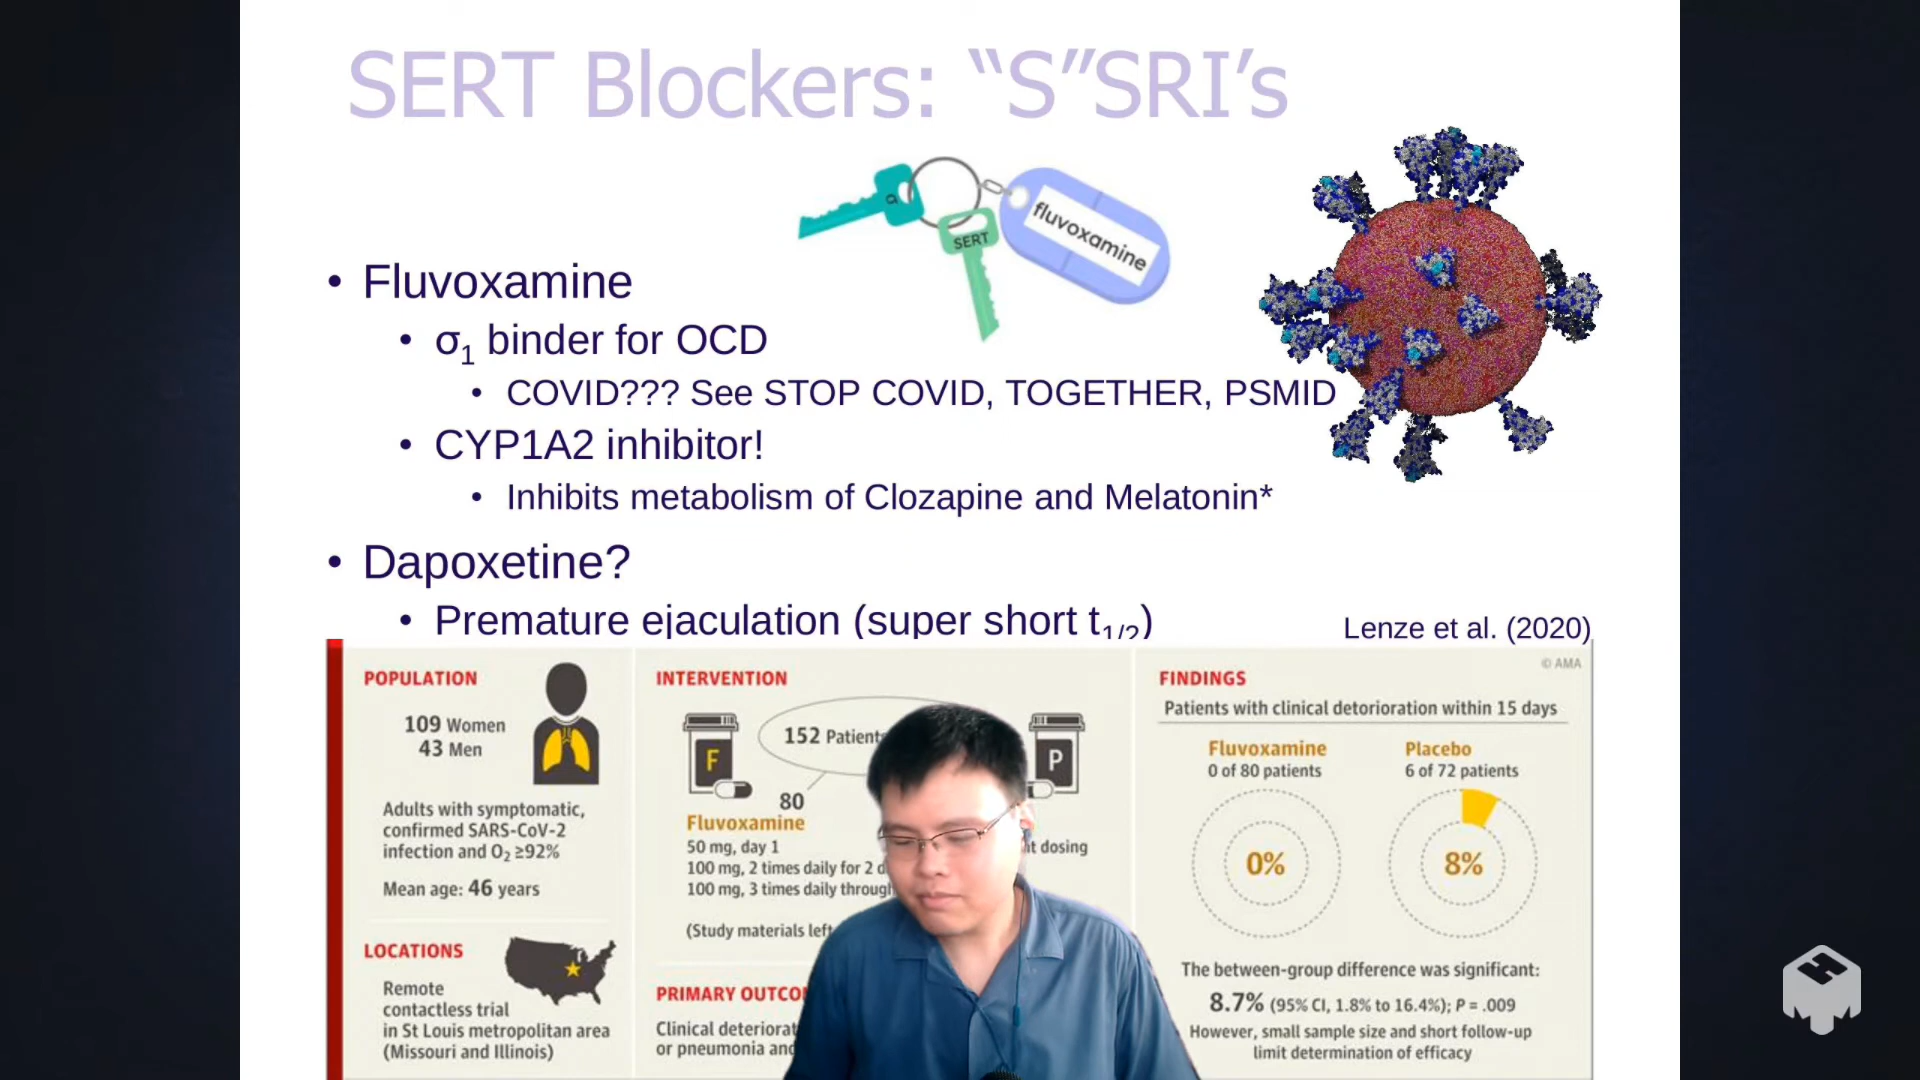 SERT Blockers: “S”SRI’s
σ
SERT
fluvoxamine
• Fluvoxamine
• σ1 binder for OCD
• COVID??? See STOP COVID, TOGETHER, PSMID
• CYP1A2 inhibitor!
• Inhibits metabolism of Clozapine and Melatonin*
• Dapoxetine?
• Premature ejaculation (super short t1/2)
Lenze et al. (2020)
© AMA
POPULATION
109 Women
43 Men
Adults with symptomatic,
confirmed SARS-CoV-2
infection and O2 ≥92%
Mean age: 46 years
LOCATIONS
Remote
contactless trial
in St Louis metropolitan area
(Missouri and Illinois)
INTERVENTION
152 Patient
F
P
80
Fluvoxamine
50 mg, day 1
100 mg, 2 times daily for 2 d
100 mg, 3 times daily through
(Study materials left
dosing
PRIMARY OUTCO
Clinical deteriorat
or pneumonia and
FINDINGS
Patients with clinical detorioration within 15 days
Fluvoxamine
0 of 80 patients
Placebo
6 of 72 patients
0%
8%
The between-group difference was significant:
8.7% (95% CI, 1.8% to 16.4%); P = .009
However, small sample size and short follow-up
limit determination of efficacy